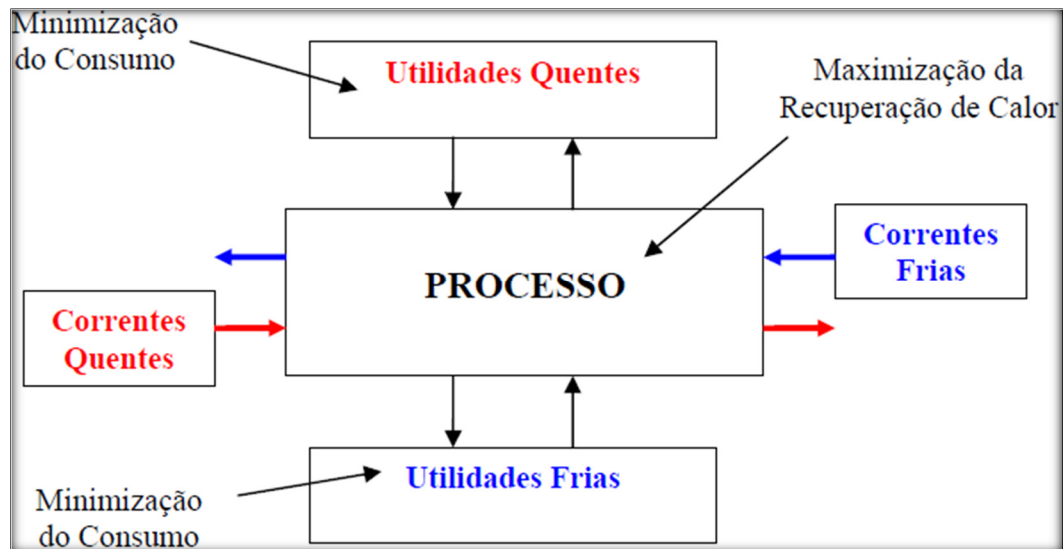 Minimização
do Consumo
Utilidades Quentes
Maximização da
Recuperação de Calor
Correntes
Frias
PROCESSO
Correntes
Quentes
Utilidades Frias
Minimização
do Consumo